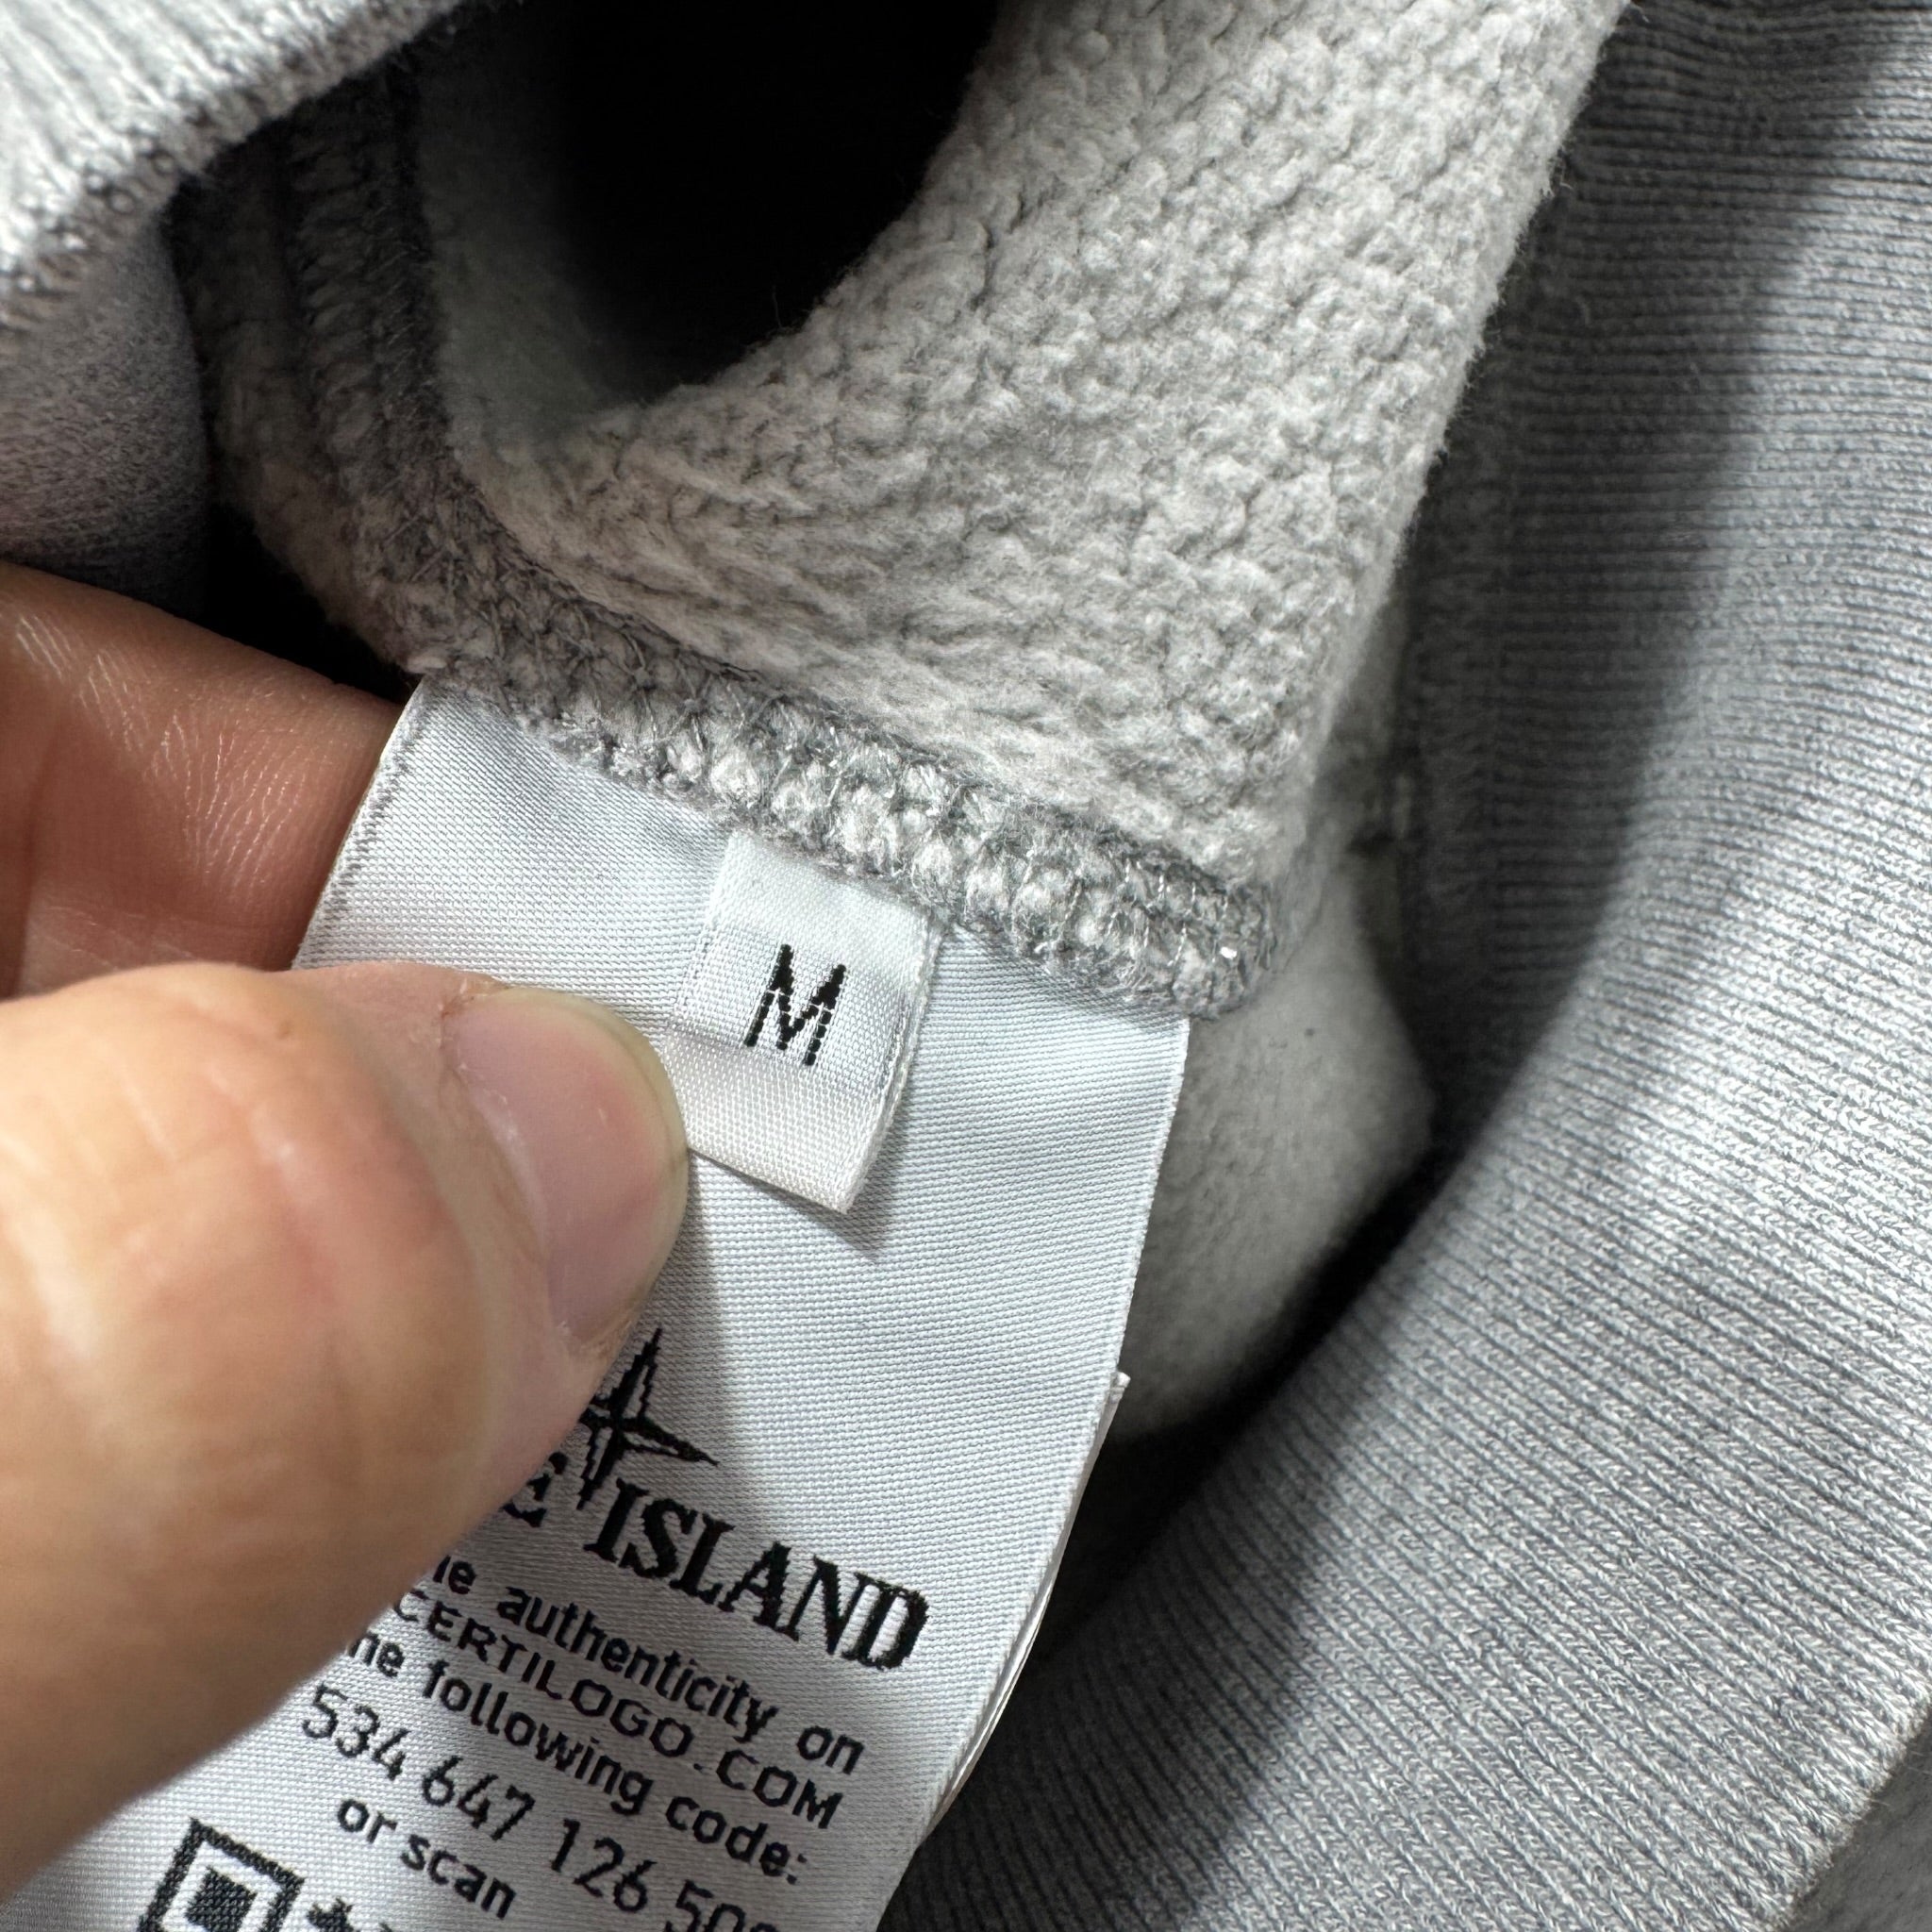 M
ISLAND
authenticity on
CERTILOGO.COM
following code:
534 647 126
or scan